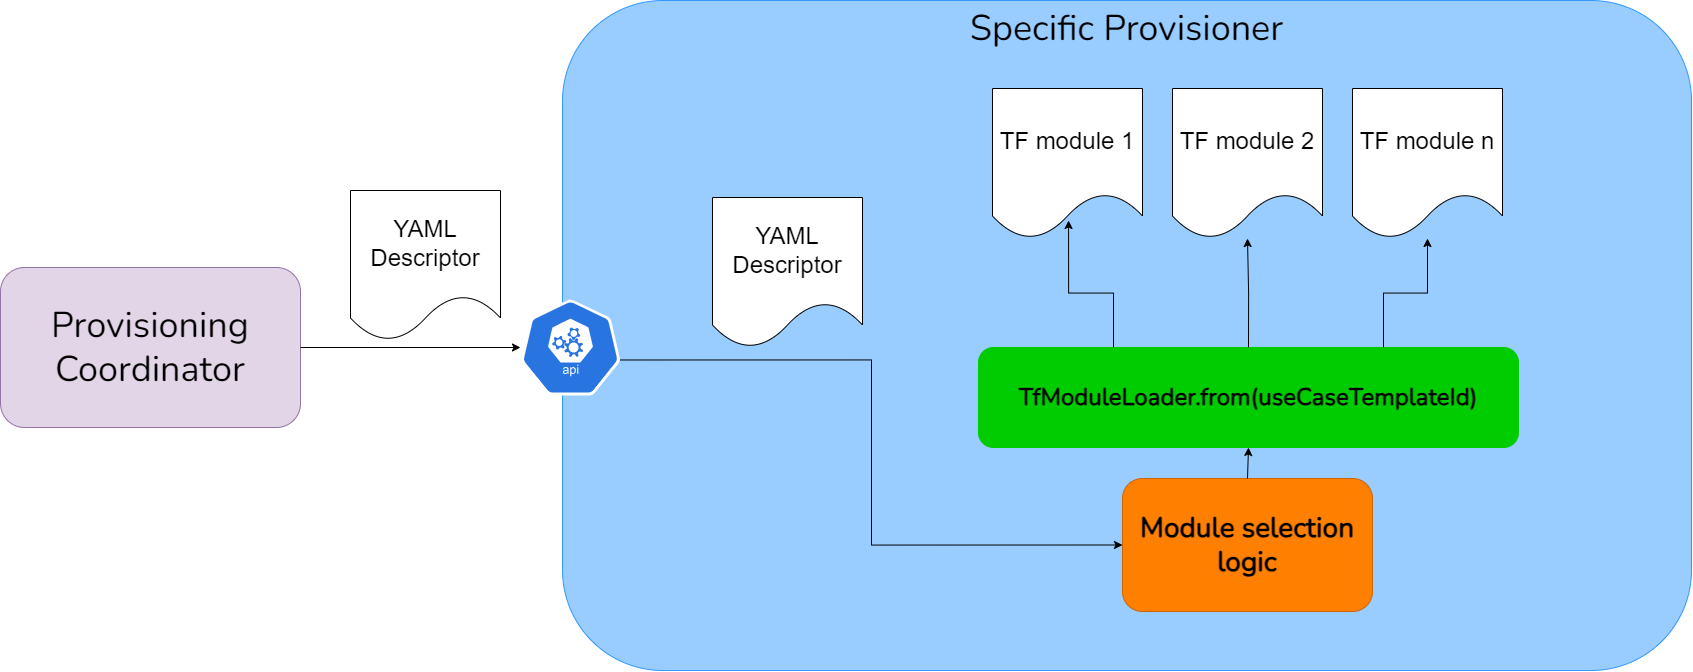 Specific Provisioner
TF module 1
TF module 2
TF module n
YAML
Descriptor
YAML
Descriptor
Provisioning
Coordinator
api
TfModuleLoader.from(useCaseTemplateId)
Module selection
logic